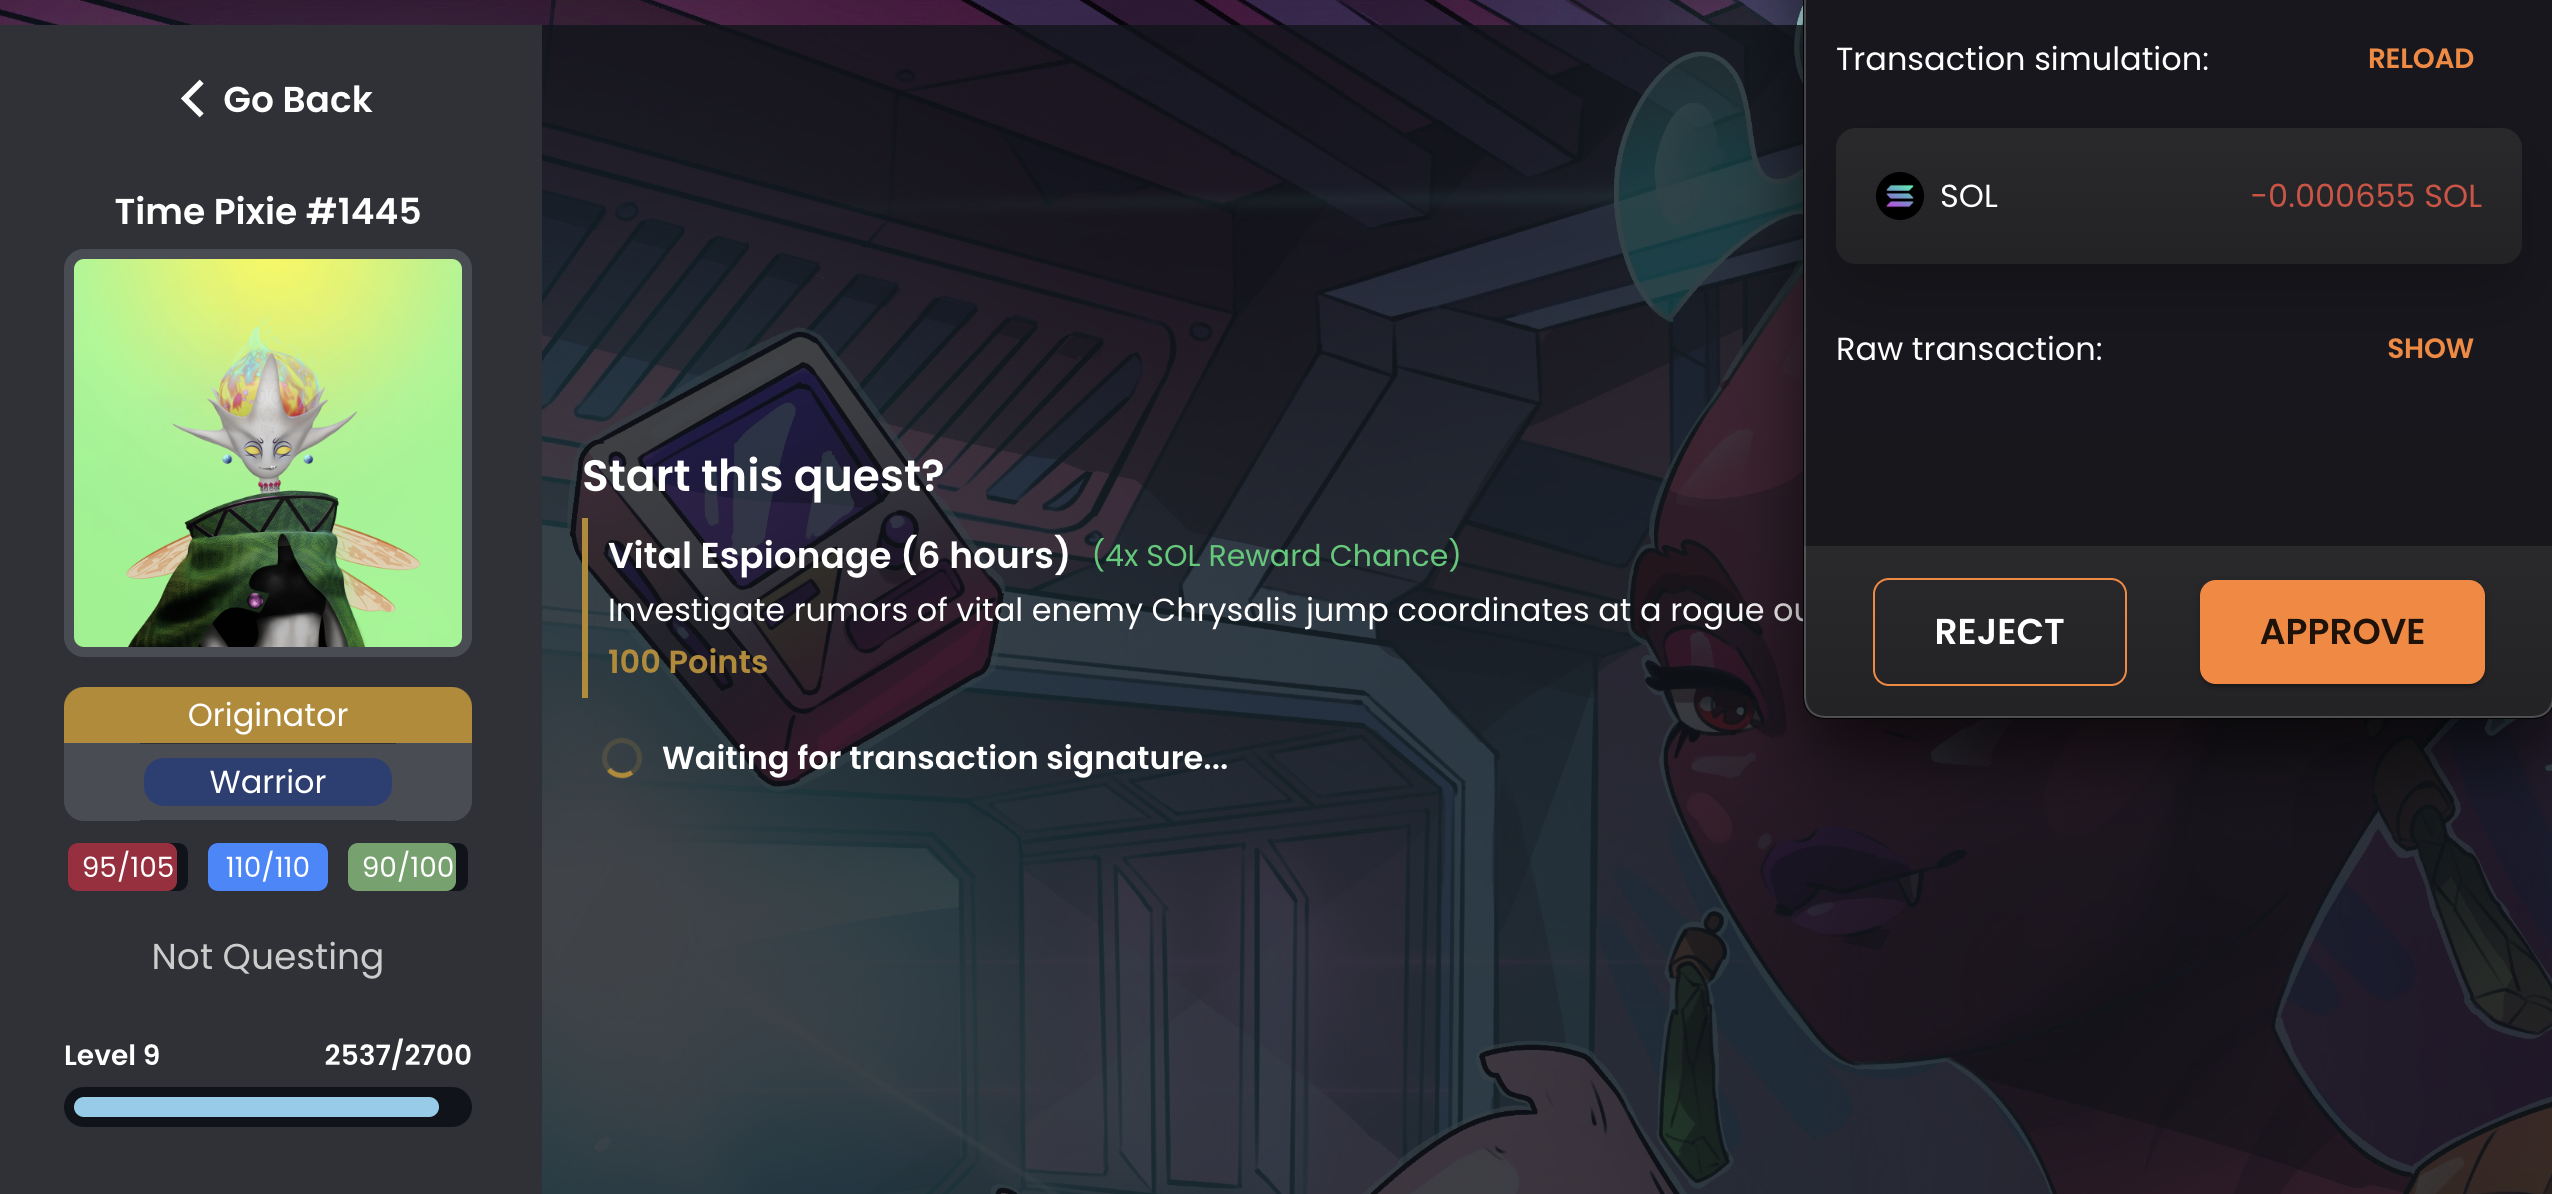 Go Back
Time Pixie #1445
Originator
Warrior
95/105 110/110 90/100
Not Questing
Level 9 2537/2700
Start this quest?
Vital Espionage (6 hours) (4x SOL Reward Chance)
Investigate rumors of vital enemy Chrysalis jump coordinates at a rogue
100 Points
Waiting for transaction signature...
Transaction simulation: RELOAD
SOL -0.000655 SOL
Raw transaction: SHOW
REJECT APPROVE